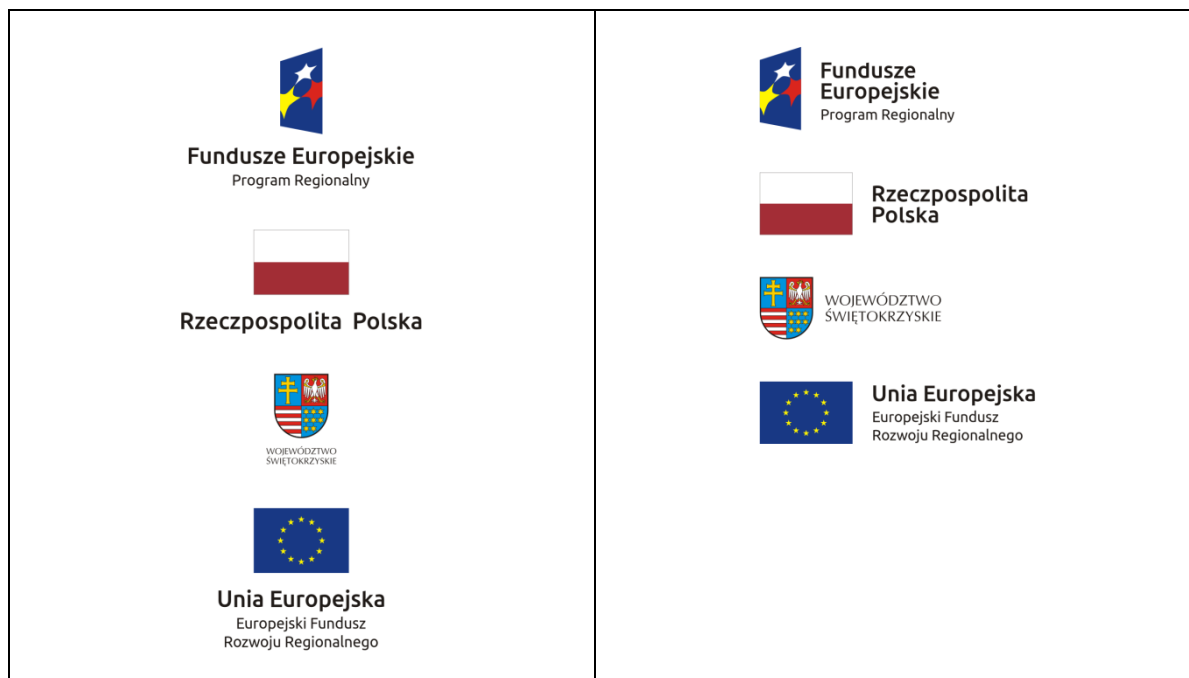 Fundusze Europejskie
Program Regionalny
Rzeczpospolita Polska
WOJEWÓDZTWO
ŚWIĘTOKRZYSKIE
Unia Europejska
Europejski Fundusz
Rozwoju Regionalnego
Fundusze
Europejskie
Program Regionalny
Rzeczpospolita
Polska
WOJEWÓDZTWO
ŚWIĘTOKRZYSKIE
Unia Europejska
Europejski Fundusz
Rozwoju Regionalnego